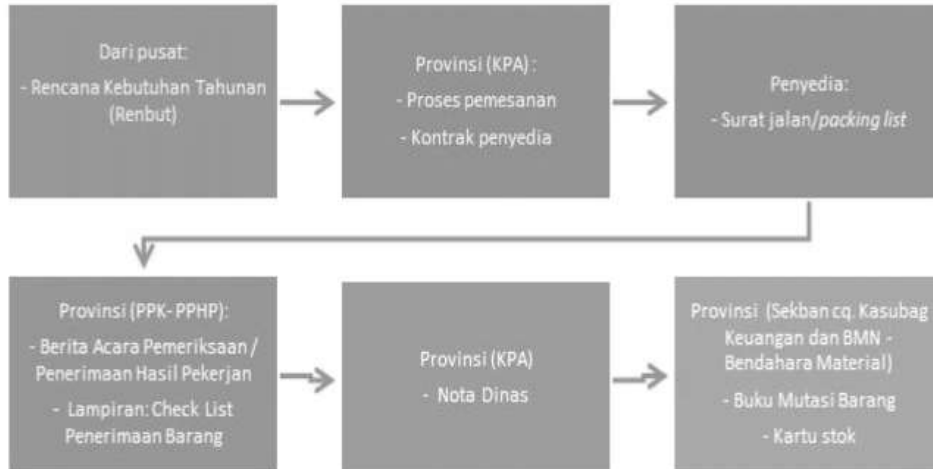 Dari pusat:
- Rencana Kebutuhan Tahunan
(Renbut)
Provinsi (KPA) :
- Proses pemesanan
- Kontrak penyedia
Penyedia:
- Surat jalan/packing list
Provinsi (PPK- PPHP):
- Berita Acara Pemeriksaan /
Penerimaan Hasil Pekerjan
- Lampiran: Check List
Penerimaan Barang
Provinsi (KPA)
- Nota Dinas
Provinsi (Sekban cq. Kasubag
Keuangan dan BMN -
Bendahara Material)
- Buku Mutasi Barang
- Kartu stok